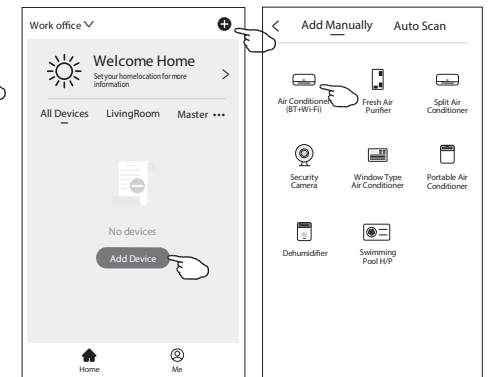 Work office
Welcome Home
Set your home location for more
information
All Devices LivingRoom Master •••
No devices
Add Device
Home Me
Add Manually Auto Scan
Air Conditioner
(BT+Wi-Fi)
Fresh Air
Purifier
Split Air
Conditioner
Security
Camera
Window Type
Air Conditioner
Portable Air
Conditioner
Dehumidifier
Swimming
Pool H/P